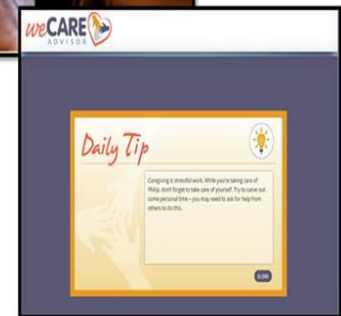 weCARE
ADVISOR
Daily Tip
Caregiving is stressful work. While you're taking care of
Philip, don't forget to take care of yourself. Try to carve out
some personal time - you may need to ask for help from
others to do this.
CLOSE